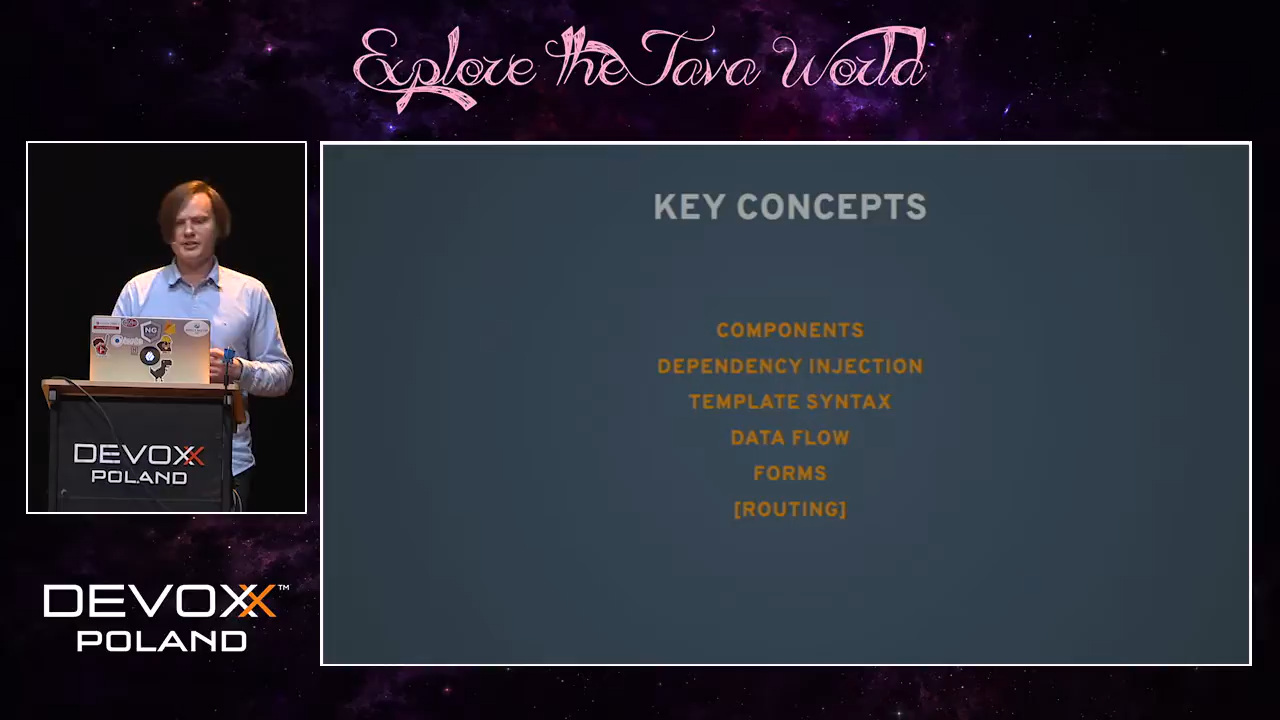 Explore the Java World
KEY CONCEPTS
COMPONENTS
DEPENDENCY INJECTION
TEMPLATE SYNTAX
DATA FLOW
FORMS
[ROUTING]
NG
DEVOXX
POLAND
DEVOXX™
POLAND